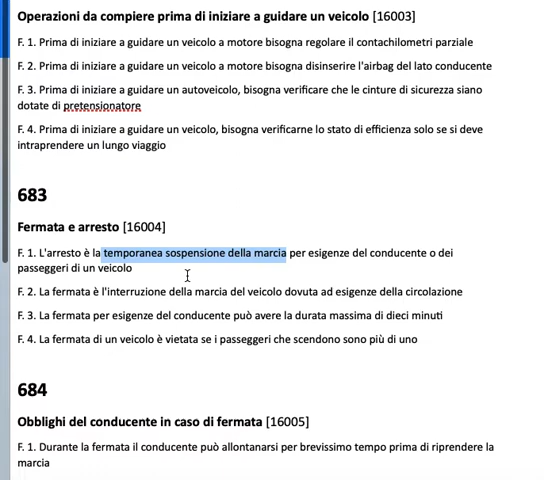 Operazioni da compiere prima di iniziare a guidare un veicolo [16003]
F. 1. Prima di iniziare a guidare un veicolo a motore bisogna regolare il contachilometri parziale
F. 2. Prima di iniziare a guidare un veicolo a motore bisogna disinserire l'airbag del lato conducente
F. 3. Prima di iniziare a guidare un autoveicolo, bisogna verificare che le cinture di sicurezza siano
dotate di pretensionatore
F. 4. Prima di iniziare a guidare un veicolo, bisogna verificarne lo stato di efficienza solo se si deve
intraprendere un lungo viaggio
683
Fermata e arresto [16004]
F. 1. L'arresto è la temporanea sospensione della marcia per esigenze del conducente o dei
passeggeri di un veicolo
F. 2. La fermata è l'interruzione della marcia del veicolo dovuta ad esigenze della circolazione
F. 3. La fermata per esigenze del conducente può avere la durata massima di dieci minuti
F. 4. La fermata di un veicolo è vietata se i passeggeri che scendono sono più di uno
684
Obblighi del conducente in caso di fermata [16005]
F. 1. Durante la fermata il conducente può allontanarsi per brevissimo tempo prima di riprendere la
marcia